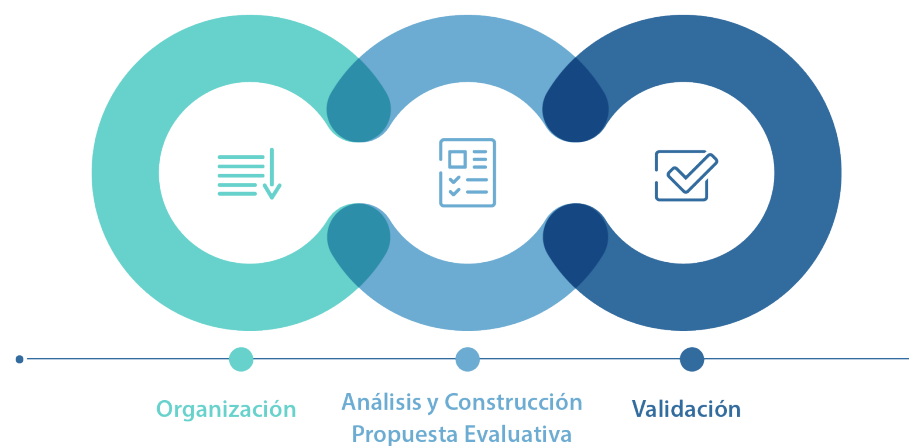 Organización
Análisis y Construcción
Propuesta Evaluativa
Validación